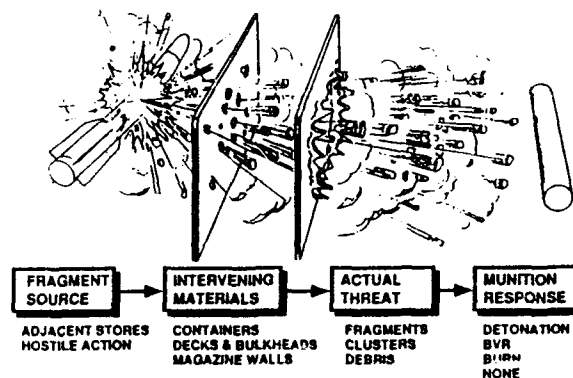 FRAGMENT
SOURCE
ADJACENT STORES
HOSTILE ACTION
INTERVENING
MATERIALS
CONTAINERS
DECKS & BULKHEADS
MAGAZINE WALLS
ACTUAL
THREAT
FRAGMENTS
CLUSTERS
DEBRIS
MUNITION
RESPONSE
DETONATION
BVR
BURN
NONE